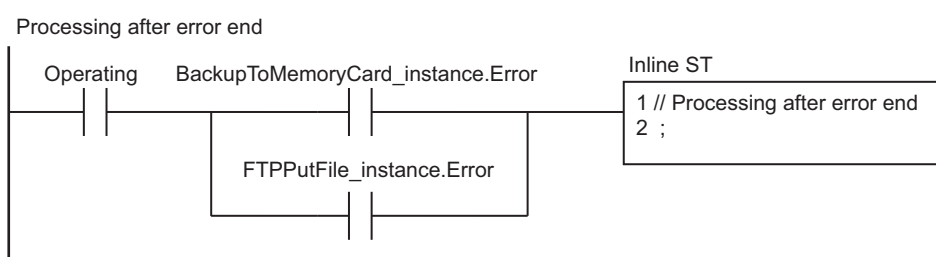 Processing after error end
Operating
BackupToMemoryCard_instance.Error
Inline ST
1 // Processing after error end
2 ;
FTPPutFile_instance.Error